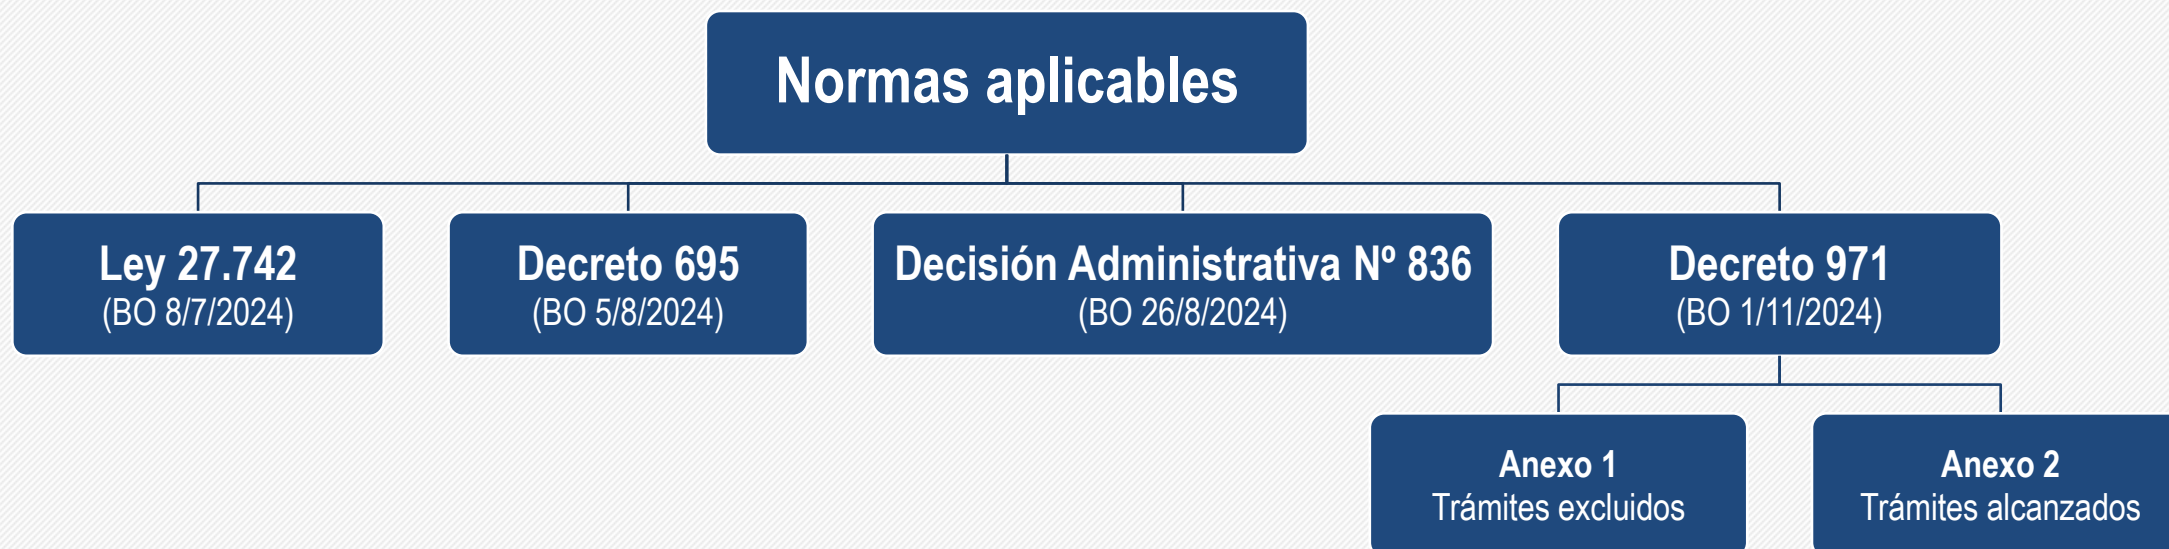 Normas aplicables
Ley 27.742
(BO 8/7/2024)
Decreto 695
(BO 5/8/2024)
Decisión Administrativa Nº 836
(BO 26/8/2024)
Decreto 971
(BO 1/11/2024)
Anexo 1
Trámites excluidos
Anexo 2
Trámites alcanzados